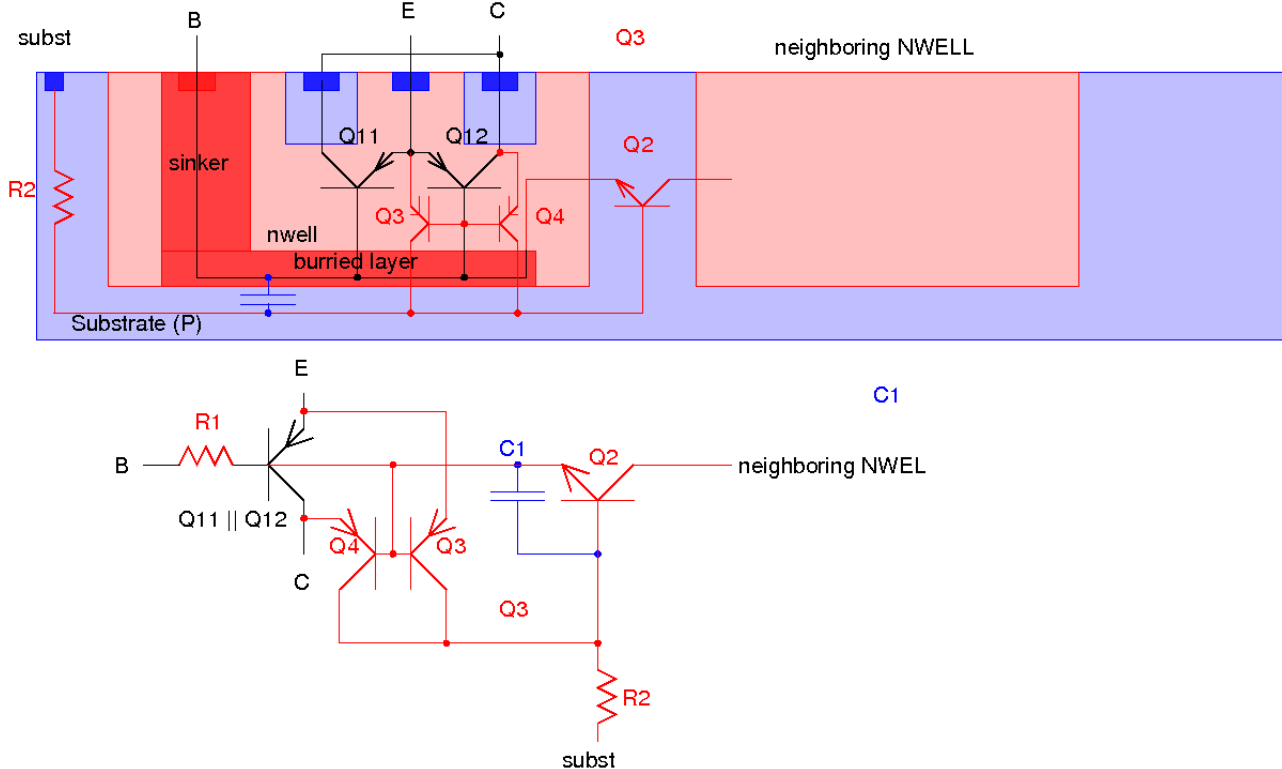 B
E
C
subst
Q3
neighboring NWELL
Q11
Q12
Q2
sinker
R2
Q3
Q4
nwell
burried layer
Substrate (P)
E
C1
R1
C1
Q2
B
neighboring NWEL
Q11 || Q12
Q4
Q3
C
Q3
R2
subst